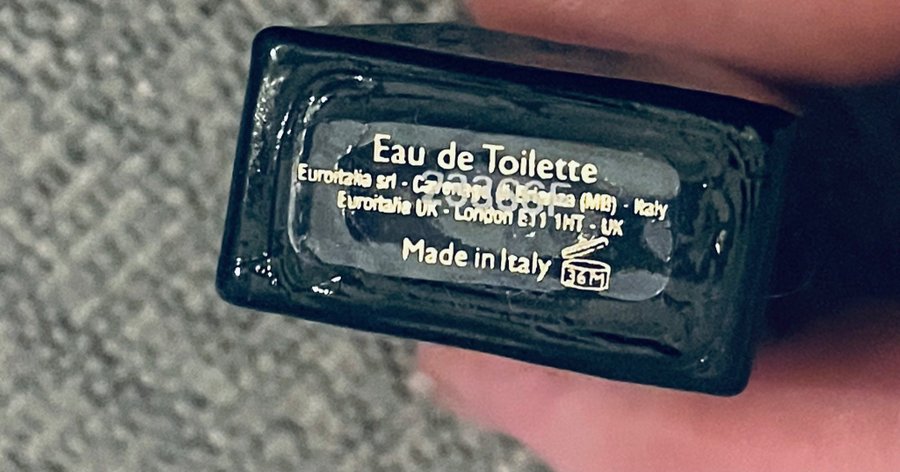 Eau de Toilette
Euroitalia srl - Cavenago di Brianza (MB) - Italy
Euroitalia UK - London E11 1HT - UK
Made in Italy
36M